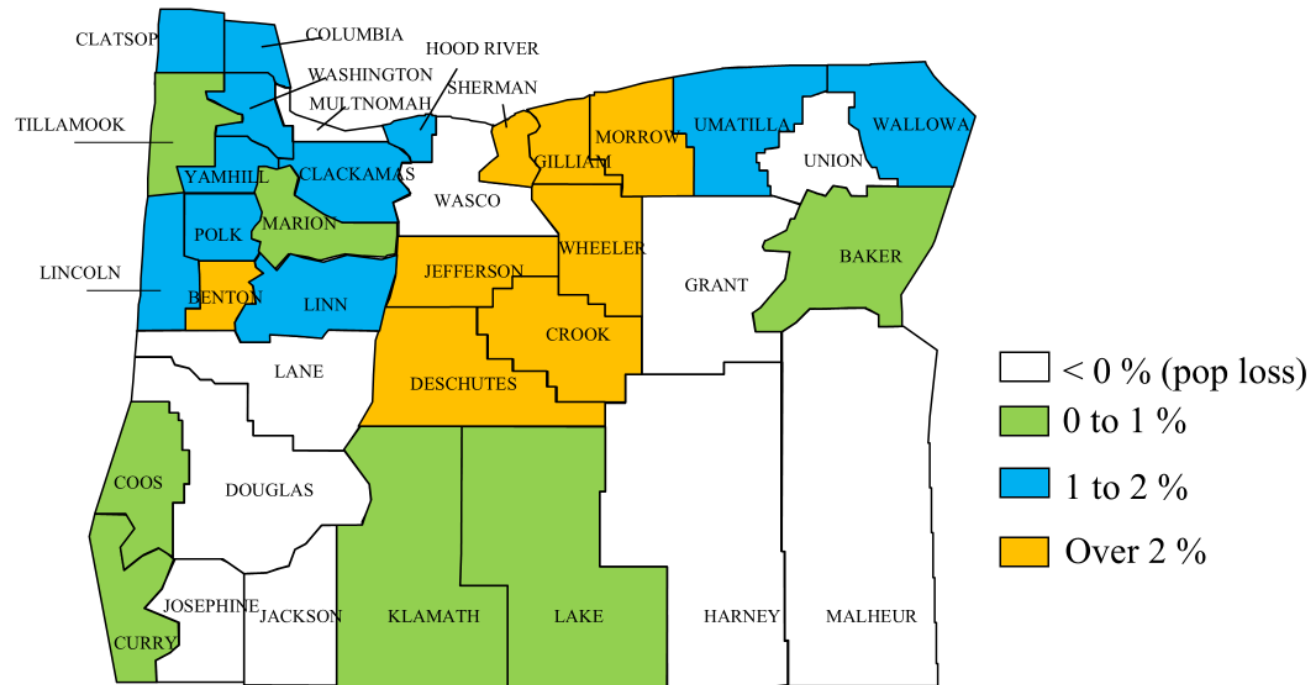 CLATSOP
COLUMBIA
HOOD RIVER
WASHINGTON
SHERMAN
MULTNOMAH
TILLAMOOK
MORROW
UMATILLA
WALLOWA
GILLIAM
UNION
YAMHILL
CLACKAMAS
WASCO
MARION
POLK
WHEELER
LINCOLN
JEFFERSON
BAKER
GRANT
BENTON
LINN
CROOK
LANE
DESCHUTES
< 0 % (pop loss)
0 to 1 %
COOS
DOUGLAS
1 to 2 %
Over 2 %
JOSEPHINE
JACKSON
KLAMATH
LAKE
HARNEY
MALHEUR
CURRY